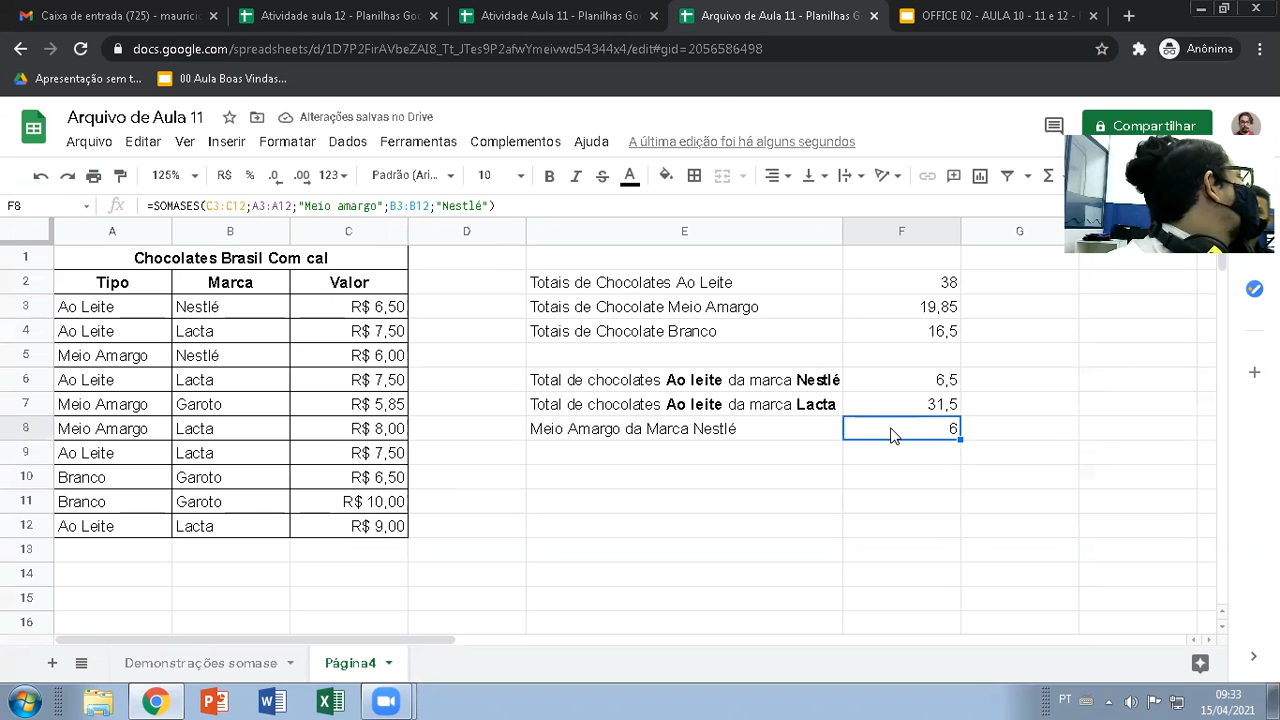 Caixa de entrada (725) - maurici
Atividade aula 12 - Planilhas Goo
Atividade Aula 11 - Planilhas Go
Arquivo de Aula 11 - Planilhas G
OFFICE 02 - AULA 10 - 11 e 12 -
docs.google.com/spreadsheets/d/1D7P2FirAVbeZAI8_Tt_JTes9P2afwYmeivwd54344x4/edit#gid=2056586498
Anônima
Apresentação sem t...
00 Aula Boas Vindas...
Arquivo de Aula 11
Alterações salvas no Drive
Compartilhar
Arquivo Editar Ver Inserir Formatar Dados Ferramentas Complementos Ajuda A última edição foi há alguns segundos
125% R$ % .0 .00 123 Padrão (Ari... 10 B I S A Σ
F8 fx =SOMASES(C3:C12;A3:A12;"Meio amargo";B3:B12;"Nestlé")
A B C D E F G
1 Chocolates Brasil Com cal
2 Tipo Marca Valor Totais de Chocolates Ao Leite 38
3 Ao Leite Nestlé R$ 6,50 Totais de Chocolate Meio Amargo 19,85
4 Ao Leite Lacta R$ 7,50 Totais de Chocolate Branco 16,5
5 Meio Amargo Nestlé R$ 6,00
6 Ao Leite Lacta R$ 7,50 Total de chocolates Ao leite da marca Nestlé 6,5
7 Meio Amargo Garoto R$ 5,85 Total de chocolates Ao leite da marca Lacta 31,5
8 Meio Amargo Lacta R$ 8,00 Meio Amargo da Marca Nestlé 6
9 Ao Leite Lacta R$ 7,50
10 Branco Garoto R$ 6,50
11 Branco Garoto R$ 10,00
12 Ao Leite Lacta R$ 9,00
13
14
15
16
Demonstrações somase
Página4
PT
09:33
15/04/2021